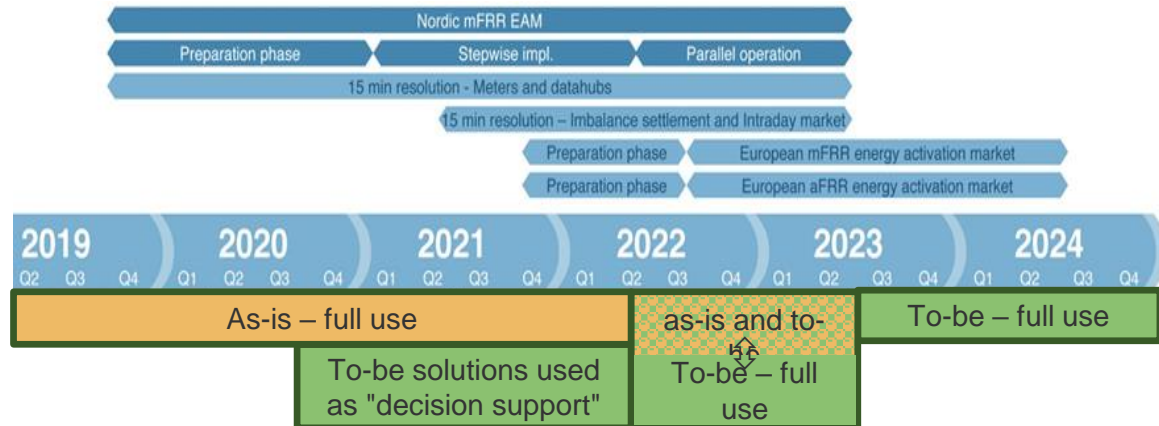 Nordic mFRR EAM
Preparation phase Stepwise impl. Parallel operation
15 min resolution - Meters and datahubs
15 min resolution – Imbalance settlement and Intraday market
Preparation phase European mFRR energy activation market
Preparation phase European aFRR energy activation market
2019 2020 2021 2022 2023 2024
Q2 Q3 Q4 Q1 Q2 Q3 Q4 Q1 Q2 Q3 Q4 Q1 Q2 Q3 Q4 Q1 Q2 Q3 Q4 Q1 Q2 Q3 Q4
As-is – full use
as-is and to-
To-be – full use
To-be solutions used
as "decision support"
To-be – full
use